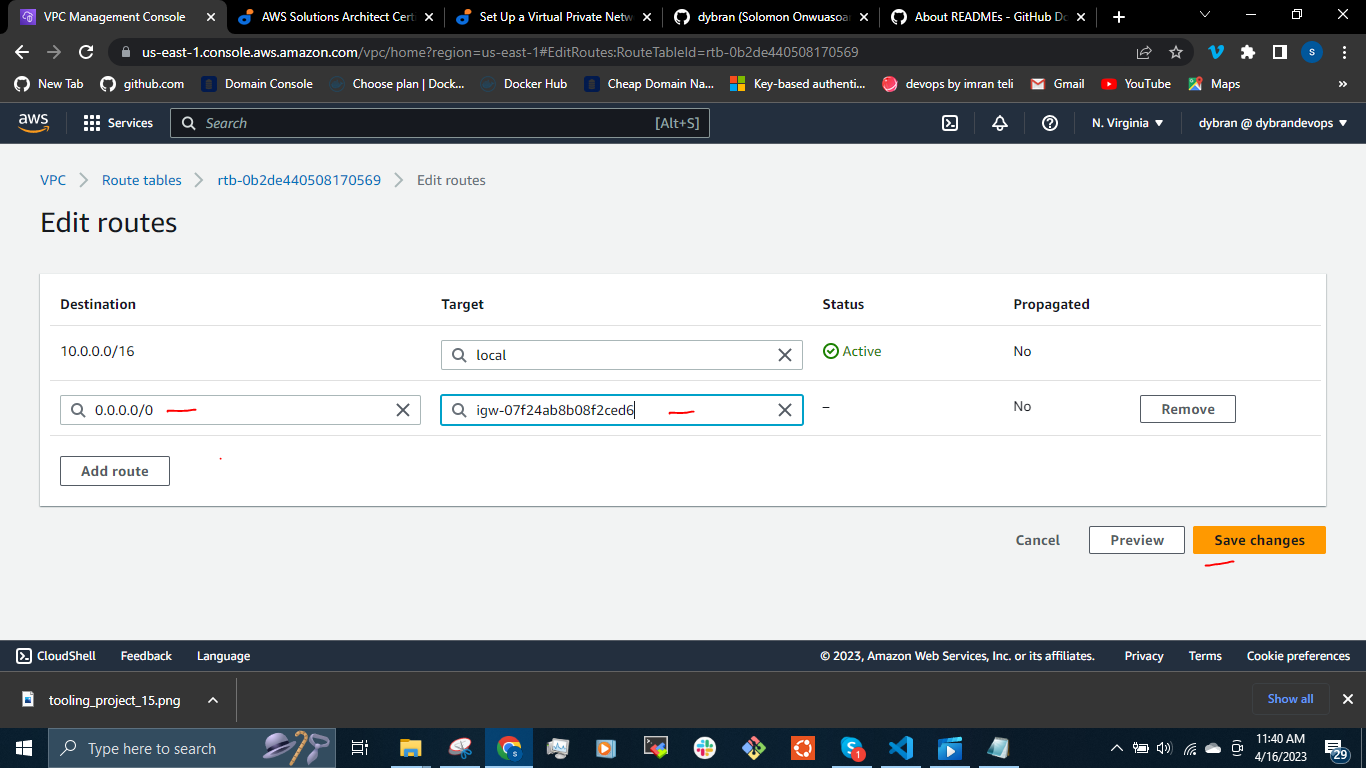 VPC Management Console
AWS Solutions Architect Cert
Set Up a Virtual Private Netw
dybran (Solomon Onwuasoan
About READMEs - GitHub Do
us-east-1.console.aws.amazon.com/vpc/home?region=us-east-1#EditRoutes:RouteTableId=rtb-0b2de440508170569
S
New Tab
github.com
Domain Console
Choose plan | Dock...
Docker Hub
Cheap Domain Na...
Key-based authenti...
devops by imran teli
Gmail
YouTube
Maps
»
aws
Services
Search
[Alt+S]
N. Virginia
dybran @ dybrandevops
VPC
Route tables
rtb-0b2de440508170569
Edit routes
Edit routes
Destination Target Status Propagated
10.0.0.0/16 local Active No
0.0.0.0/0 igw-07f24ab8b08f2ced6 – No Remove
Add route
Cancel Preview Save changes
CloudShell Feedback Language © 2023, Amazon Web Services, Inc. or its affiliates. Privacy Terms Cookie preferences
tooling_project_15.png
Show all
Type here to search
1
11:40 AM
4/16/2023
29